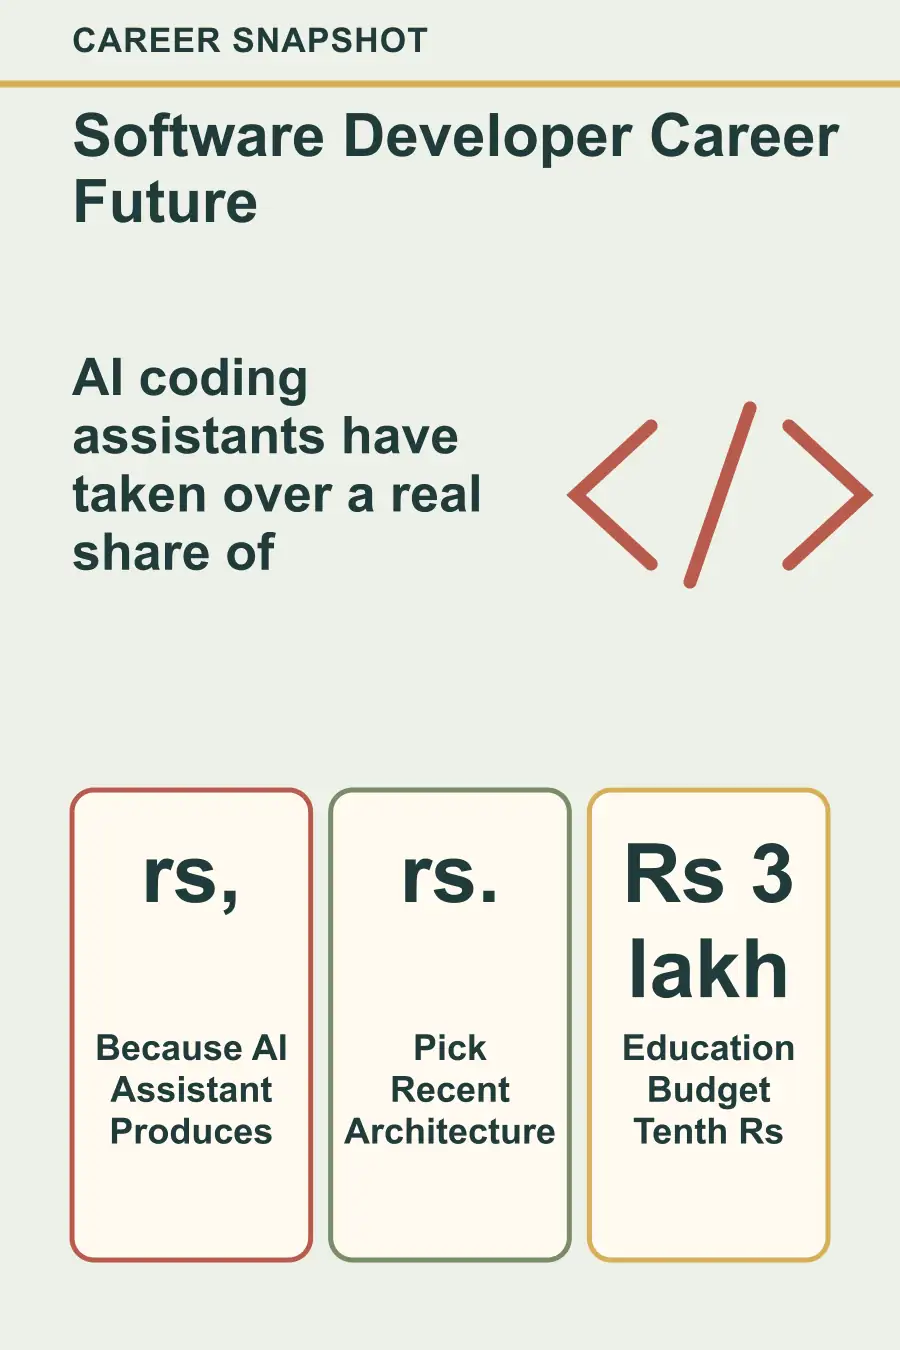 CAREER SNAPSHOT
Software Developer Career
Future
AI coding
assistants have
taken over a real
share of
rs,
Because AI
Assistant
Produces
rs.
Pick
Recent
Architecture
Rs 3
lakh
Education
Budget
Tenth Rs